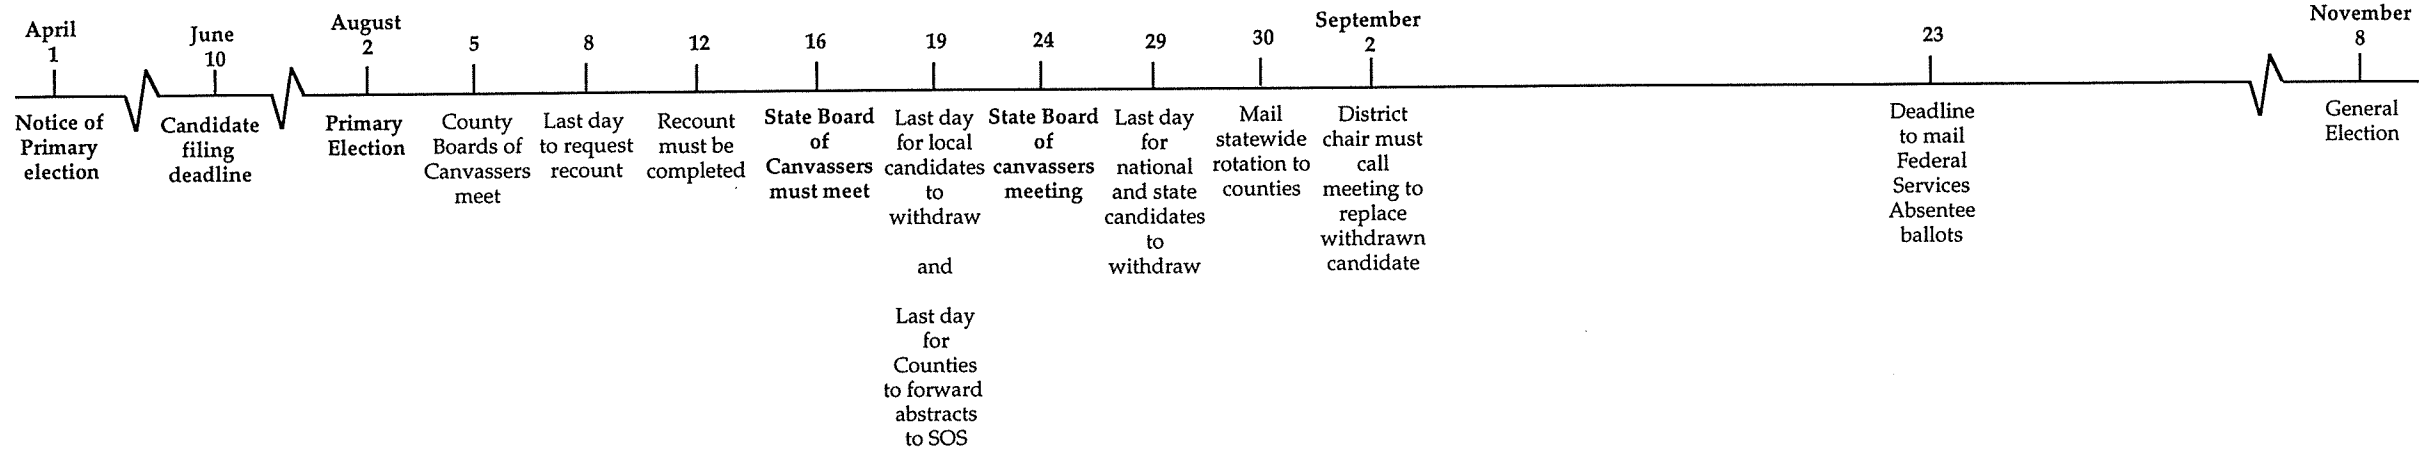 April
1
June
10
August
2
5
8
12
16
19
24
29
30
September
2
23
November
8
Notice of
Primary
election
Candidate
filing
deadline
Primary
Election
County
Boards of
Canvassers
meet
Last day
to request
recount
Recount
must be
completed
State Board
of
Canvassers
must meet
Last day
for local
candidates
to
withdraw
and
Last day
for
Counties
to forward
abstracts
to SOS
State Board
of
canvassers
meeting
Last day
for
national
and state
candidates
to
withdraw
Mail
statewide
rotation to
counties
District
chair must
call
meeting to
replace
withdrawn
candidate
Deadline
to mail
Federal
Services
Absentee
ballots
General
Election